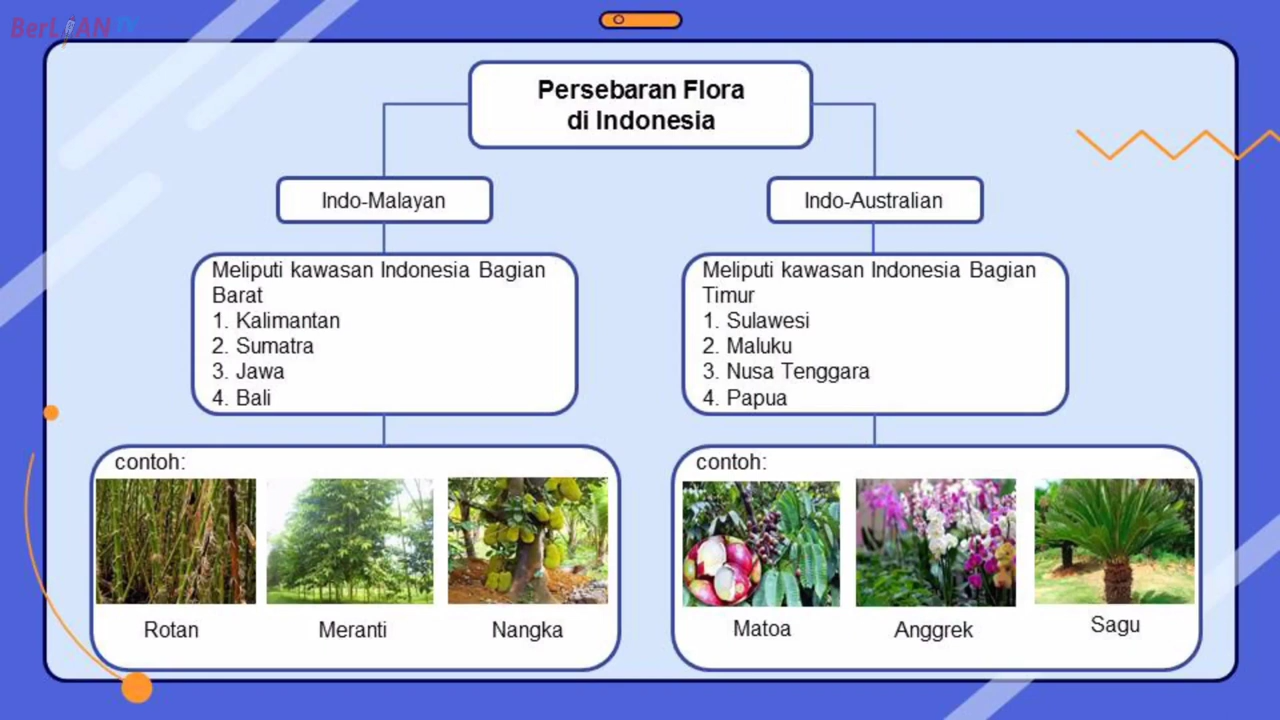 BerLIAN TV
Persebaran Flora
di Indonesia
Indo-Malayan
Meliputi kawasan Indonesia Bagian
Barat
1. Kalimantan
2. Sumatra
3. Jawa
4. Bali
contoh:
Rotan
Meranti
Nangka
Indo-Australian
Meliputi kawasan Indonesia Bagian
Timur
1. Sulawesi
2. Maluku
3. Nusa Tenggara
4. Papua
contoh:
Matoa
Anggrek
Sagu